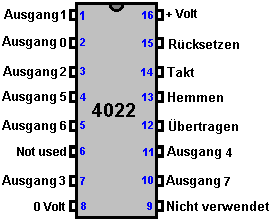 Ausgang 1 1 16 + Volt
Ausgang 0 2 15 Rücksetzen
Ausgang 2 3 14 Takt
Ausgang 5 4 13 Hemmen
4022
Ausgang 6 5 12 Übertragen
Not used 6 11 Ausgang 4
Ausgang 3 7 10 Ausgang 7
0 Volt 8 9 Nicht verwendet